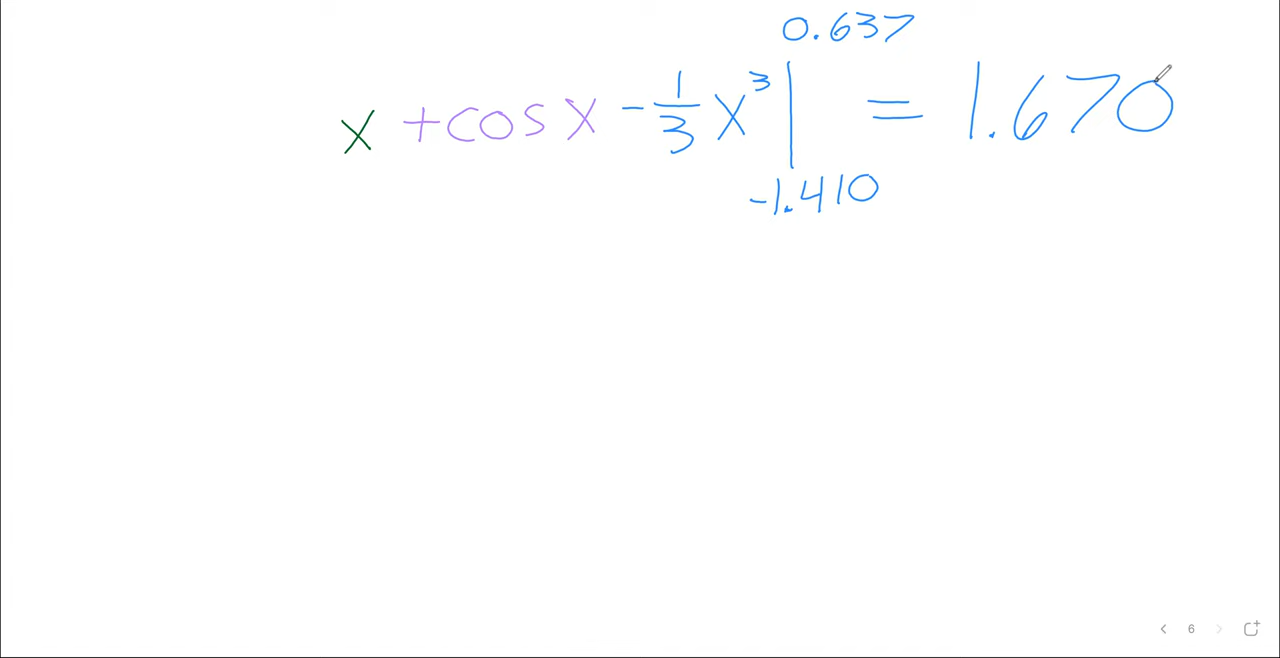 0.637
x + cos x - 1/3 x³ | = 1.670
-1.410
6